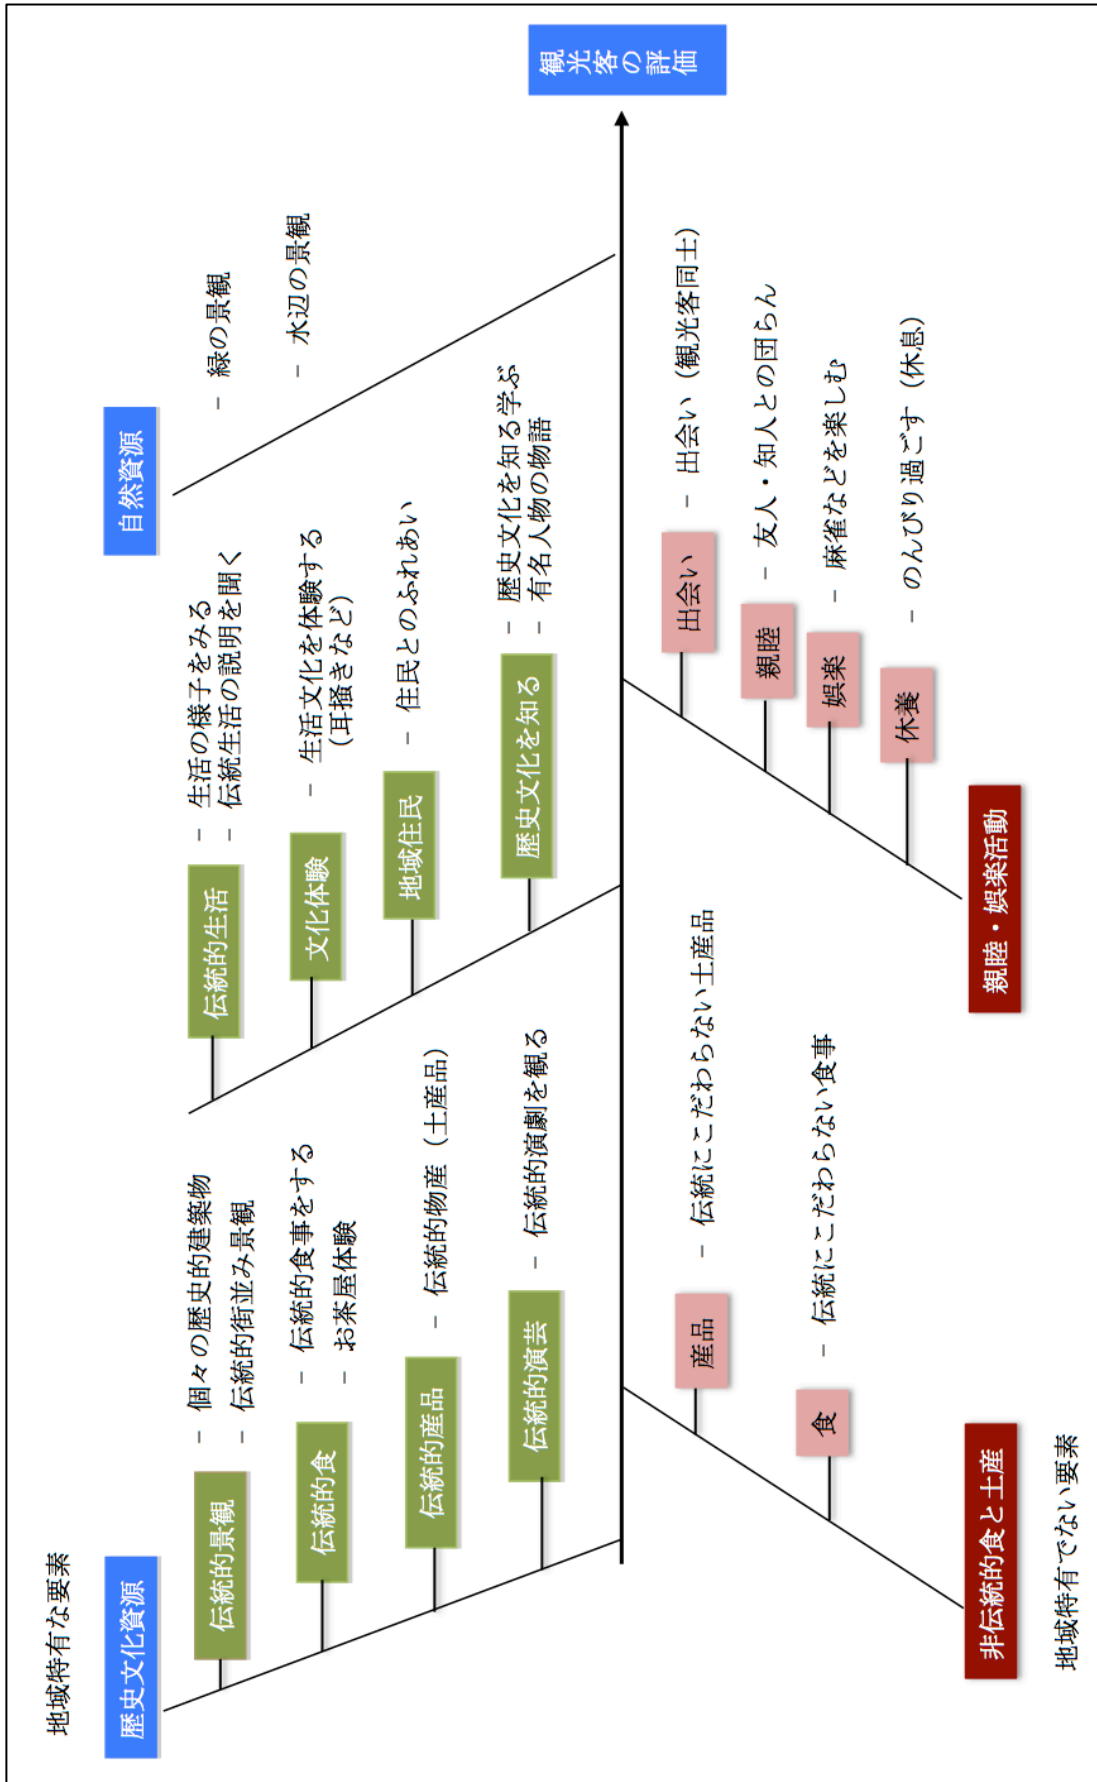 地域特有な要素
歴史文化資源
伝統的景観
– 個々の歴史的建築物
– 伝統的街並み景観
伝統的食
– 伝統的食事をする
– お茶屋体験
伝統的産品
– 伝統的物産（土産品）
伝統的演芸
– 伝統的演劇を観る
伝統的生活
– 生活の様子をみる
– 伝統生活の説明を聞く
文化体験
– 生活文化を体験する
（耳掻きなど）
地域住民
– 住民とのふれあい
歴史文化を知る
– 歴史文化を知る学ぶ
– 有名人物の物語
自然資源
– 緑の景観
– 水辺の景観
観光客の評価
産品
– 伝統にこだわらない土産品
食
– 伝統にこだわらない食事
非伝統的食と土産
出会い
– 出会い（観光客同士）
親睦
– 友人・知人との団らん
娯楽
– 麻雀などを楽しむ
休養
– のんびり過ごす（休息）
親睦・娯楽活動
地域特有でない要素